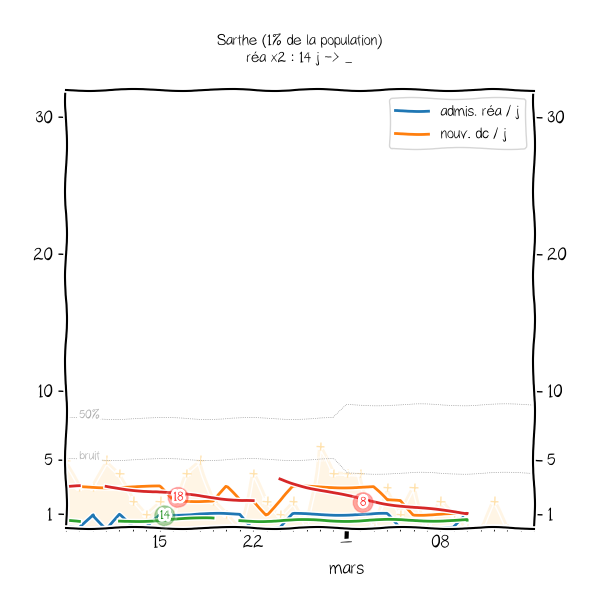 Sarthe (1% de la population)
réa x2 : 14 j -> _
admis. réa / j
nouv. dc / j
30
30
20
20
10
10
50%
bruit
5
5
18
8
14
1
1
15
22
08
mars